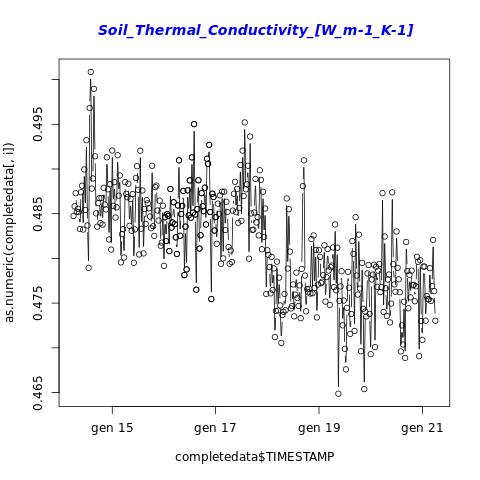 Soil_Thermal_Conductivity_[W_m-1_K-1]
as.numeric(completedata[, i])
0.495
0.485
0.475
0.465
gen 15 gen 17 gen 19 gen 21
completedata$TIMESTAMP